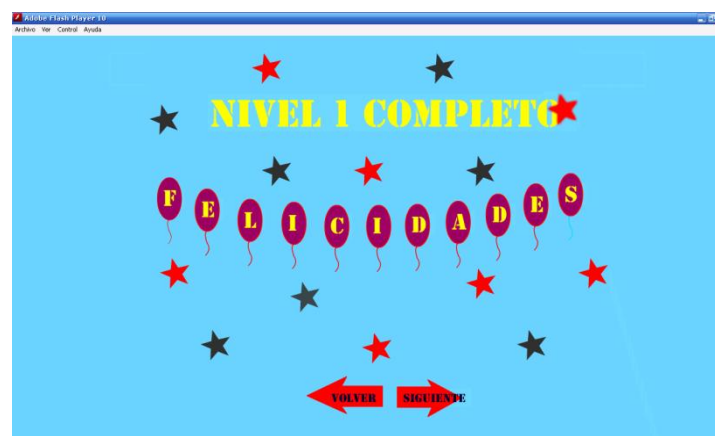 Adobe Flash Player 10
Archivo Ver Control Ayuda
NIVEL 1 COMPLETO
FELICIDADES
VOLVER SIGUIENTE